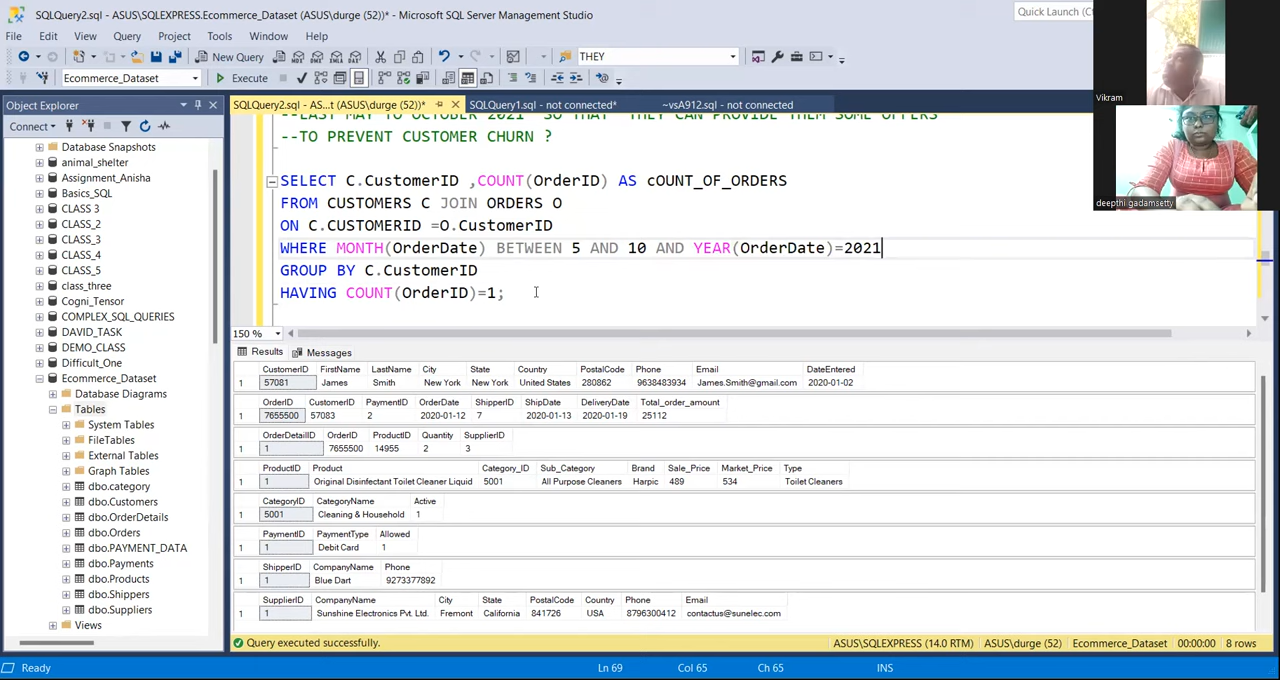 SQLQuery2.sql - ASUS\SQLEXPRESS.Ecommerce_Dataset (ASUS\durge (52))* - Microsoft SQL Server Management Studio
Quick Launch (Ct
File Edit View Query Project Tools Window Help
New Query THEY
Ecommerce_Dataset Execute
Vikram
deepthi gadamsetty
Object Explorer
Connect
Database Snapshots
animal_shelter
Assignment_Anisha
Basics_SQL
CLASS 3
CLASS_2
CLASS_3
CLASS_4
CLASS_5
class_three
Cogni_Tensor
COMPLEX_SQL_QUERIES
DAVID_TASK
DEMO_CLASS
Difficult_One
Ecommerce_Dataset
Database Diagrams
Tables
System Tables
FileTables
External Tables
Graph Tables
dbo.category
dbo.Customers
dbo.OrderDetails
dbo.Orders
dbo.PAYMENT_DATA
dbo.Payments
dbo.Products
dbo.Shippers
dbo.Suppliers
Views
SQLQuery2.sql - AS...t (ASUS\durge (52))* SQLQuery1.sql - not connected* ~vsA912.sql - not connected
--LAST MAY TO OCTOBER 2021 SO THAT THEY CAN PROVIDE THEM SOME OFFERS
--TO PREVENT CUSTOMER CHURN ?
SELECT C.CustomerID ,COUNT(OrderID) AS cOUNT_OF_ORDERS
FROM CUSTOMERS C JOIN ORDERS O
ON C.CUSTOMERID =O.CustomerID
WHERE MONTH(OrderDate) BETWEEN 5 AND 10 AND YEAR(OrderDate)=2021
GROUP BY C.CustomerID
HAVING COUNT(OrderID)=1;
150 %
Results Messages
CustomerID FirstName LastName City State Country PostalCode Phone Email DateEntered
1 57081 James Smith New York New York United States 280862 9638483934 James.Smith@gmail.com 2020-01-02
OrderID CustomerID PaymentID OrderDate ShipperID ShipDate DeliveryDate Total_order_amount
1 7655500 57083 2 2020-01-12 7 2020-01-13 2020-01-19 25112
OrderDetailID OrderID ProductID Quantity SupplierID
1 1 7655500 14955 2 3
ProductID Product Category_ID Sub_Category Brand Sale_Price Market_Price Type
1 1 Original Disinfectant Toilet Cleaner Liquid 5001 All Purpose Cleaners Harpic 489 534 Toilet Cleaners
CategoryID CategoryName Active
1 5001 Cleaning & Household 1
PaymentID PaymentType Allowed
1 1 Debit Card 1
ShipperID CompanyName Phone
1 1 Blue Dart 9273377892
SupplierID CompanyName City State PostalCode Country Phone Email
1 1 Sunshine Electronics Pvt. Ltd. Fremont California 841726 USA 8796300412 contactus@sunelec.com
Query executed successfully. ASUS\SQLEXPRESS (14.0 RTM) ASUS\durge (52) Ecommerce_Dataset 00:00:00 8 rows
Ready Ln 69 Col 65 Ch 65 INS